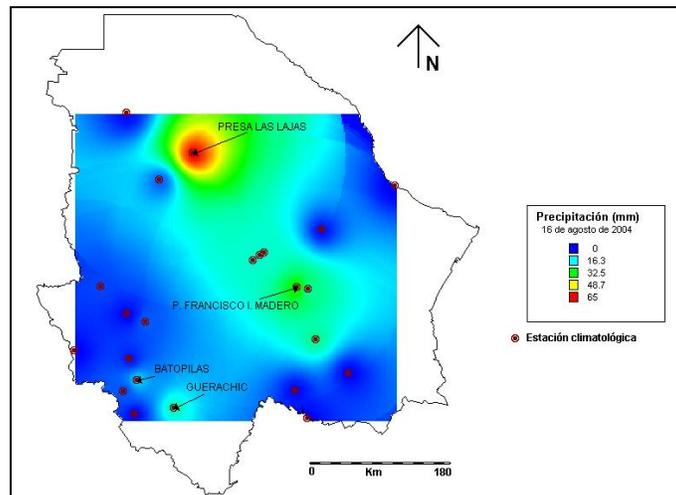 N
PRESA LAS LAJAS
Precipitación (mm)
16 de agosto de 2004
0
16.3
32.5
48.7
65
P. FRANCISCO I. MADERO
Estación climatológica
BATOPILAS
GUERACHIC
0 Km 180